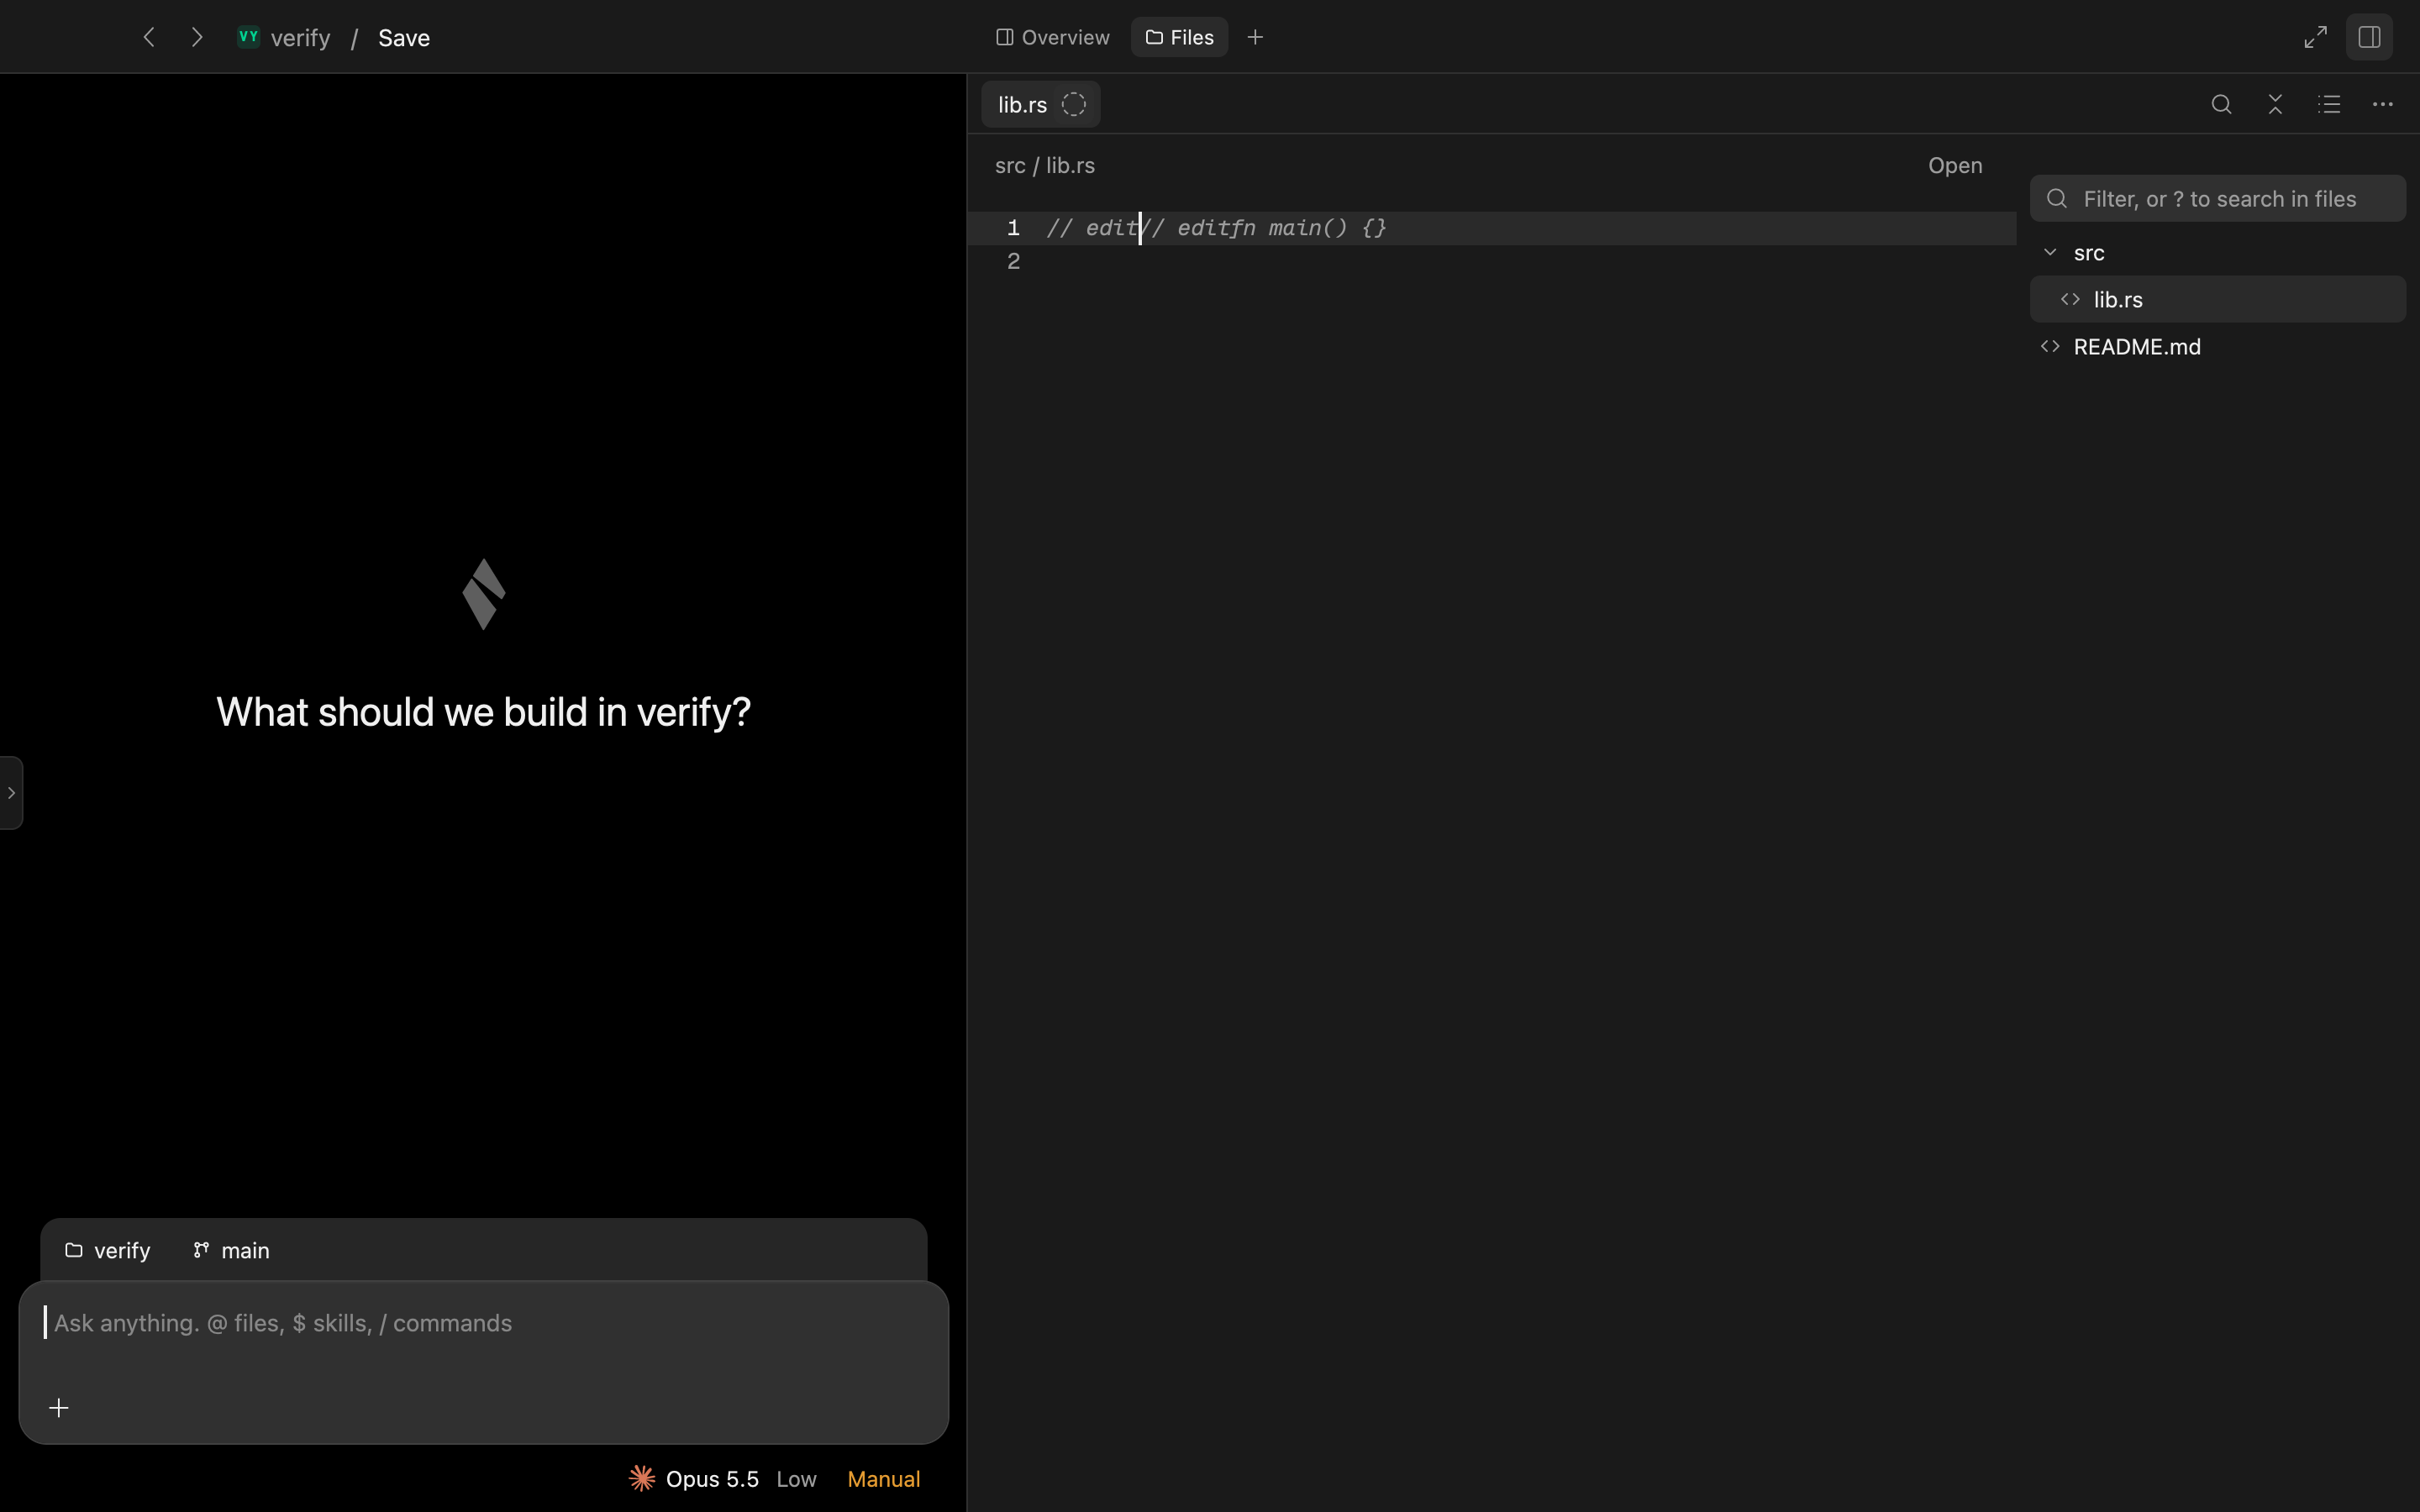 VY verify / Save
Overview
Files
lib.rs
src / lib.rs
Open
1 // edit// editfn main() {}
2
Filter, or ? to search in files
src
<> lib.rs
<> README.md
What should we build in verify?
verify
main
Ask anything. @ files, $ skills, / commands
Opus 5.5 Low Manual